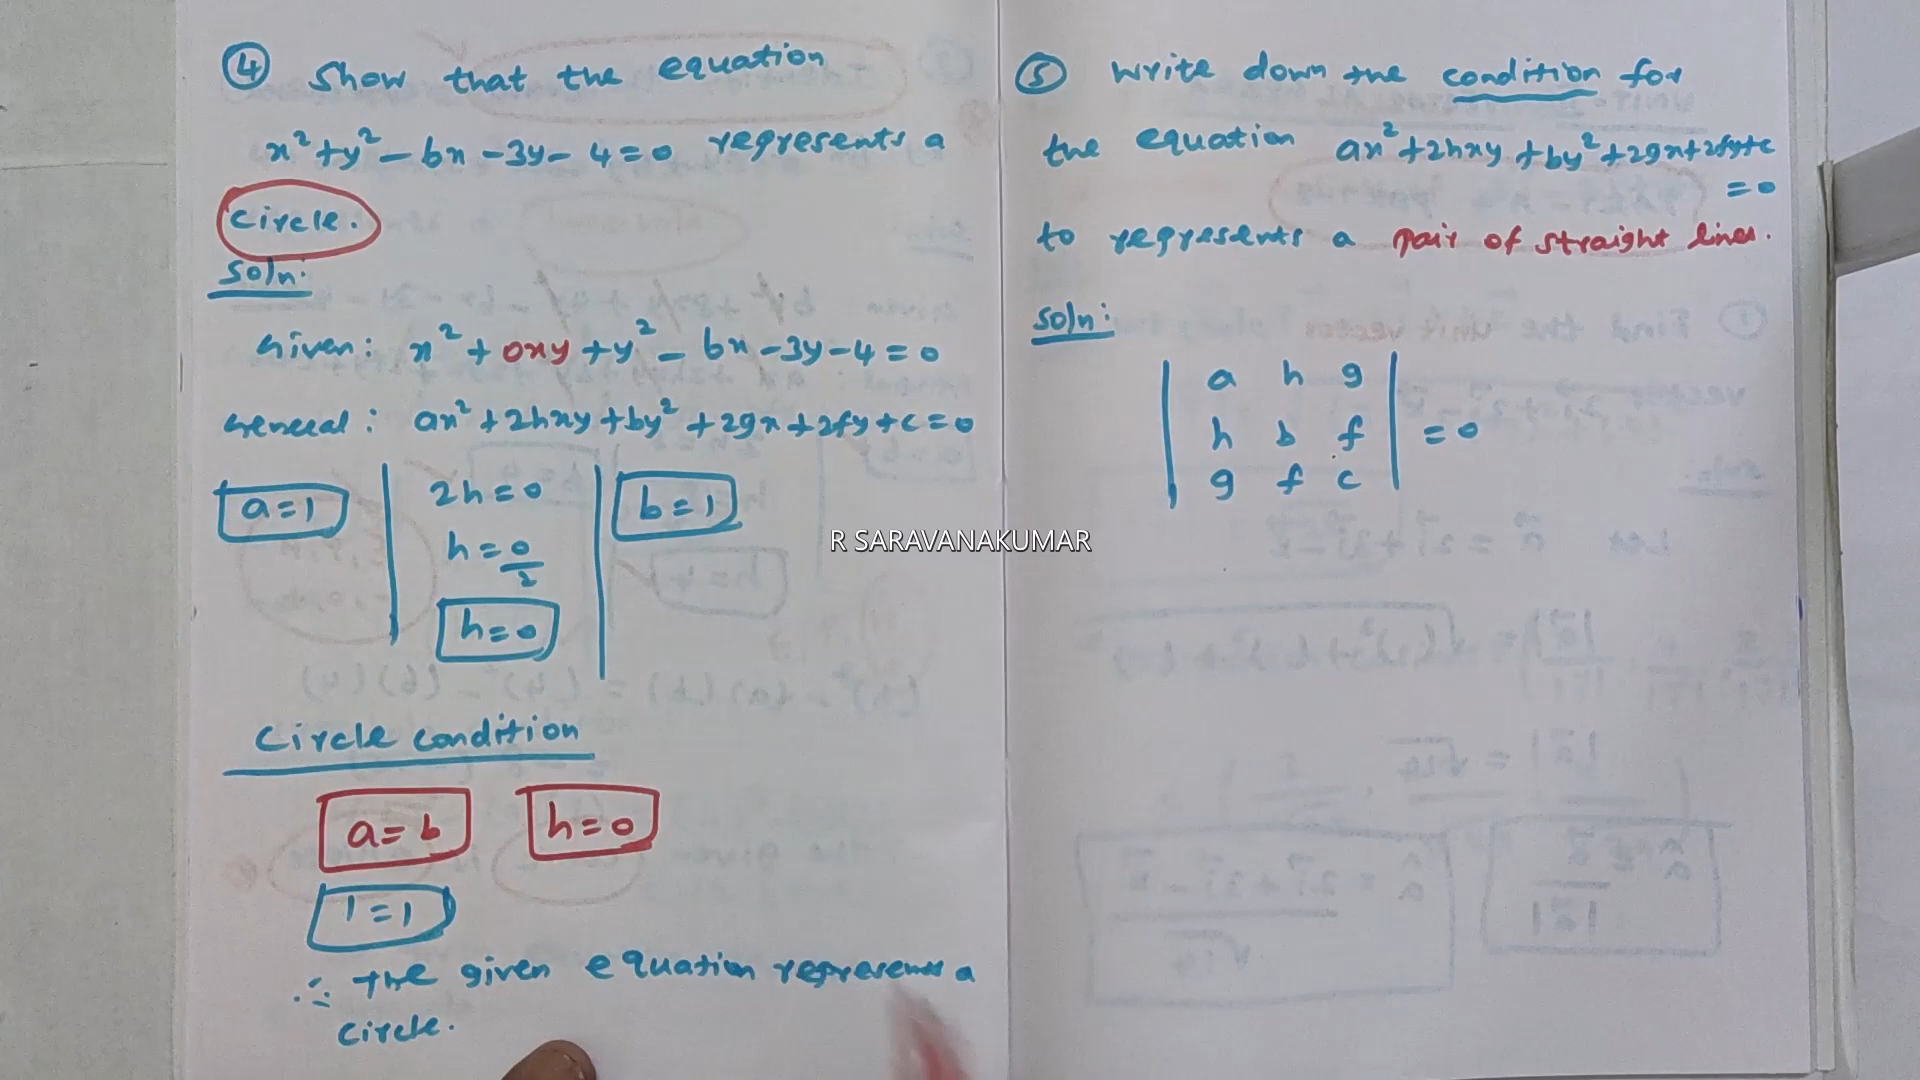 ④ Show that the equation
x²+y²-6x-3y-4=0 represents a
circle.
Soln:
Given: x²+0xy+y²-6x-3y-4=0
General: ax²+2hxy+by²+2gx+2fy+c=0
a=1
2h=0
h=0/2
h=0
b=1
Circle condition
a=b h=0
1=1
∴ The given equation represents a
circle.
⑤ Write down the condition for
the equation ax²+2hxy+by²+2gx+2fy+c
=0
to represents a pair of straight lines.
Soln:
| a h g |
| h b f | =0
| g f c |
R SARAVANAKUMAR